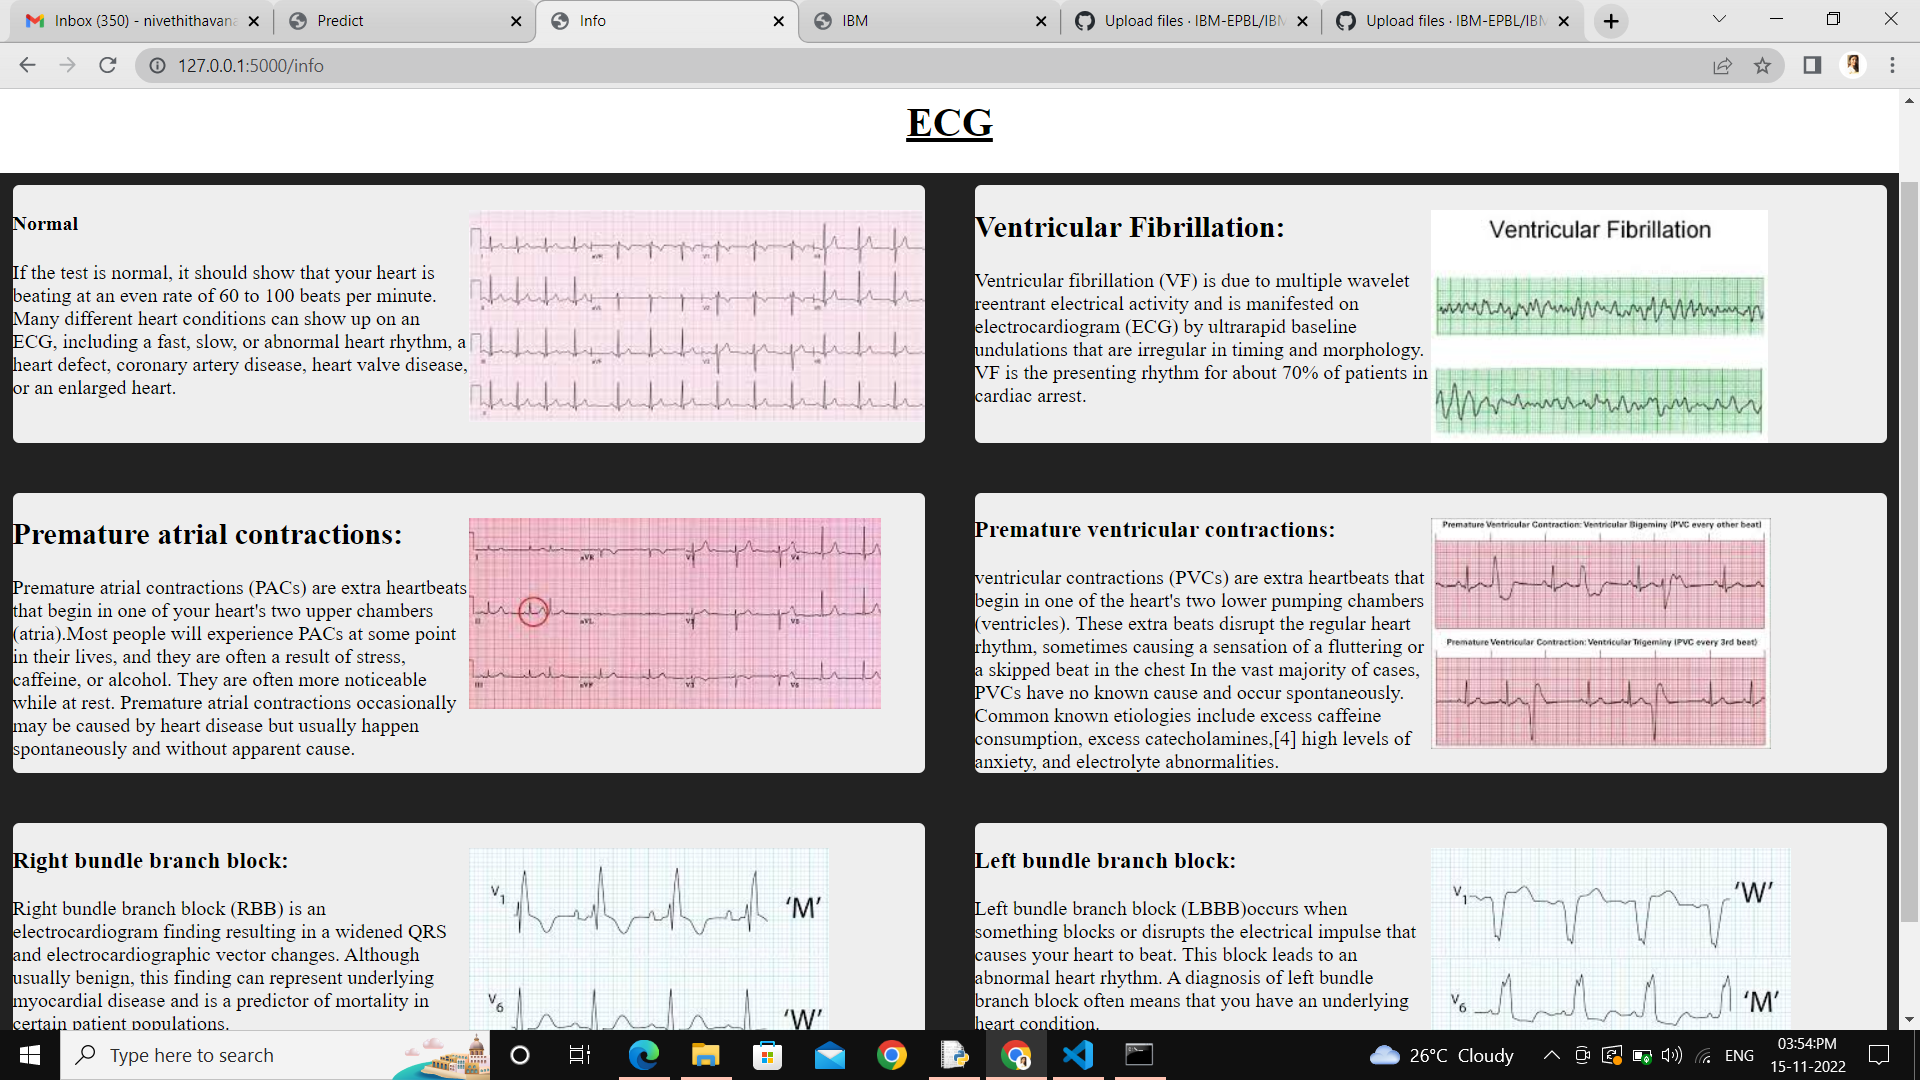 Inbox (350) - nivethithavana
Predict
Info
IBM
Upload files · IBM-EPBL/IBM
Upload files · IBM-EPBL/IBM
127.0.0.1:5000/info
ECG
Normal
If the test is normal, it should show that your heart is
beating at an even rate of 60 to 100 beats per minute.
Many different heart conditions can show up on an
ECG, including a fast, slow, or abnormal heart rhythm, a
heart defect, coronary artery disease, heart valve disease,
or an enlarged heart.
Ventricular Fibrillation:
Ventricular fibrillation (VF) is due to multiple wavelet
reentrant electrical activity and is manifested on
electrocardiogram (ECG) by ultrarapid baseline
undulations that are irregular in timing and morphology.
VF is the presenting rhythm for about 70% of patients in
cardiac arrest.
Ventricular Fibrillation
Premature atrial contractions:
Premature atrial contractions (PACs) are extra heartbeats
that begin in one of your heart's two upper chambers
(atria).Most people will experience PACs at some point
in their lives, and they are often a result of stress,
caffeine, or alcohol. They are often more noticeable
while at rest. Premature atrial contractions occasionally
may be caused by heart disease but usually happen
spontaneously and without apparent cause.
I aVR V1 V4
II aVL V5
III aVF V3 V6
Premature ventricular contractions:
ventricular contractions (PVCs) are extra heartbeats that
begin in one of the heart's two lower pumping chambers
(ventricles). These extra beats disrupt the regular heart
rhythm, sometimes causing a sensation of a fluttering or
a skipped beat in the chest In the vast majority of cases,
PVCs have no known cause and occur spontaneously.
Common known etiologies include excess caffeine
consumption, excess catecholamines,[4] high levels of
anxiety, and electrolyte abnormalities.
Premature Ventricular Contraction: Ventricular Bigeminy (PVC every other beat)
Premature Ventricular Contraction: Ventricular Trigeminy (PVC every 3rd beat)
Right bundle branch block:
Right bundle branch block (RBB) is an
electrocardiogram finding resulting in a widened QRS
and electrocardiographic vector changes. Although
usually benign, this finding can represent underlying
myocardial disease and is a predictor of mortality in
certain patient populations.
V1 'M'
V6 'W'
Left bundle branch block:
Left bundle branch block (LBBB)occurs when
something blocks or disrupts the electrical impulse that
causes your heart to beat. This block leads to an
abnormal heart rhythm. A diagnosis of left bundle
branch block often means that you have an underlying
heart condition.
V1 'W'
V6 'M'
Type here to search
26°C Cloudy
ENG
03:54:PM
15-11-2022